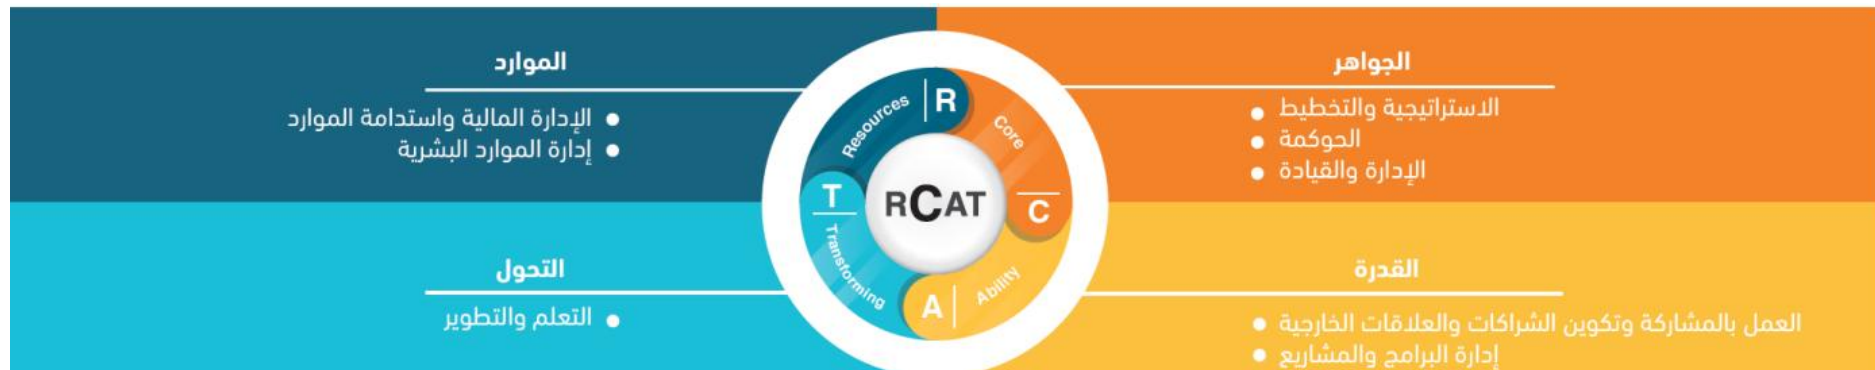 الجواهر
الاستراتيجية والتخطيط
الحوكمة
الإدارة والقيادة
الموارد
الإدارة المالية واستدامة الموارد
إدارة الموارد البشرية
R
Resources
Core
C
T
Transforming
A
Ability
RCAT
القدرة
العمل بالمشاركة وتكوين الشراكات والعلاقات الخارجية
إدارة البرامج والمشاريع
التحول
التعلم والتطوير